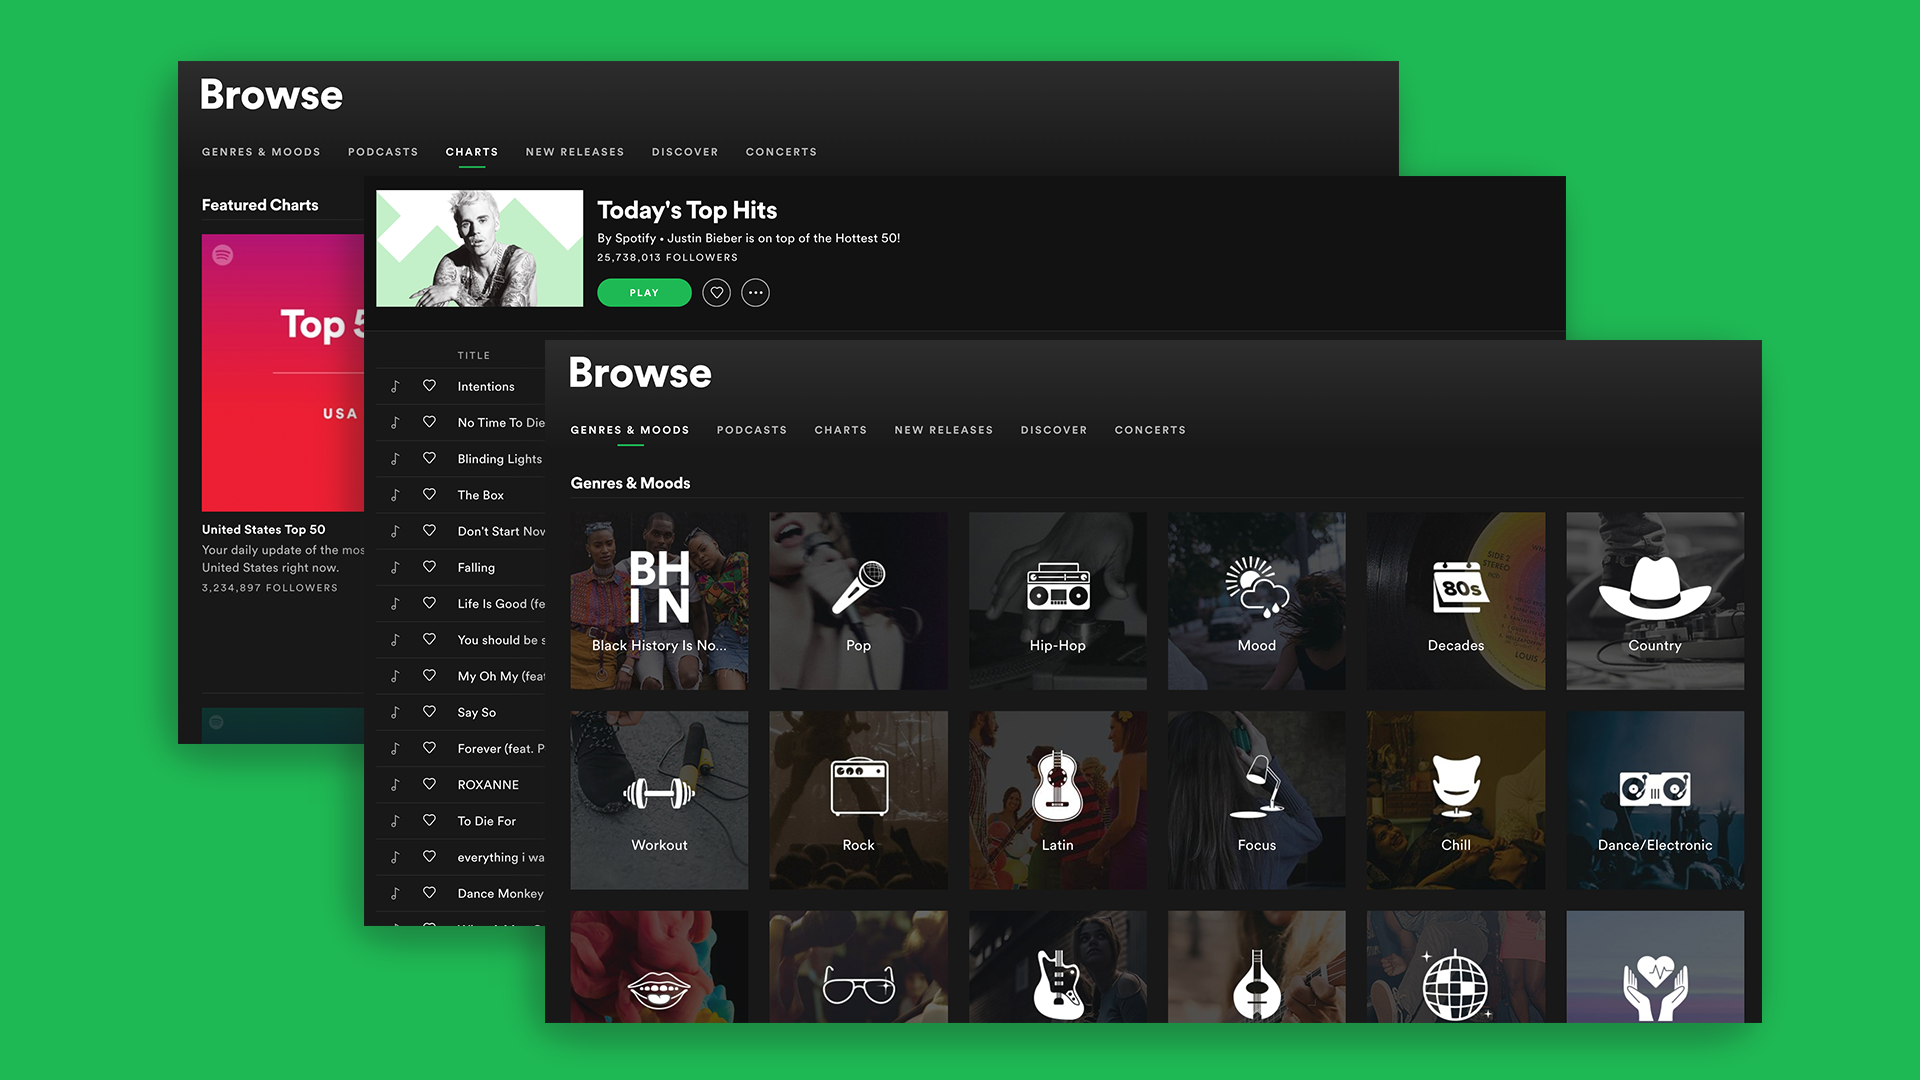 Browse
GENRES & MOODS PODCASTS CHARTS NEW RELEASES DISCOVER CONCERTS
Featured Charts
Top 5
USA
United States Top 50
Your daily update of the mos
United States right now.
3,234,897 FOLLOWERS
Today's Top Hits
By Spotify • Justin Bieber is on top of the Hottest 50!
25,738,013 FOLLOWERS
PLAY
TITLE
Intentions
No Time To Die
Blinding Lights
The Box
Don't Start Now
Falling
Life Is Good (fe
You should be s
My Oh My (feat
Say So
Forever (feat. P
ROXANNE
To Die For
everything i wa
Dance Monkey
Browse
GENRES & MOODS PODCASTS CHARTS NEW RELEASES DISCOVER CONCERTS
Genres & Moods
BH
IN
Black History Is No...
Pop
Hip-Hop
Mood
80s
SIDE 2
STEREO
Decades
Country
Workout
Rock
Latin
Focus
Chill
Dance/Electronic